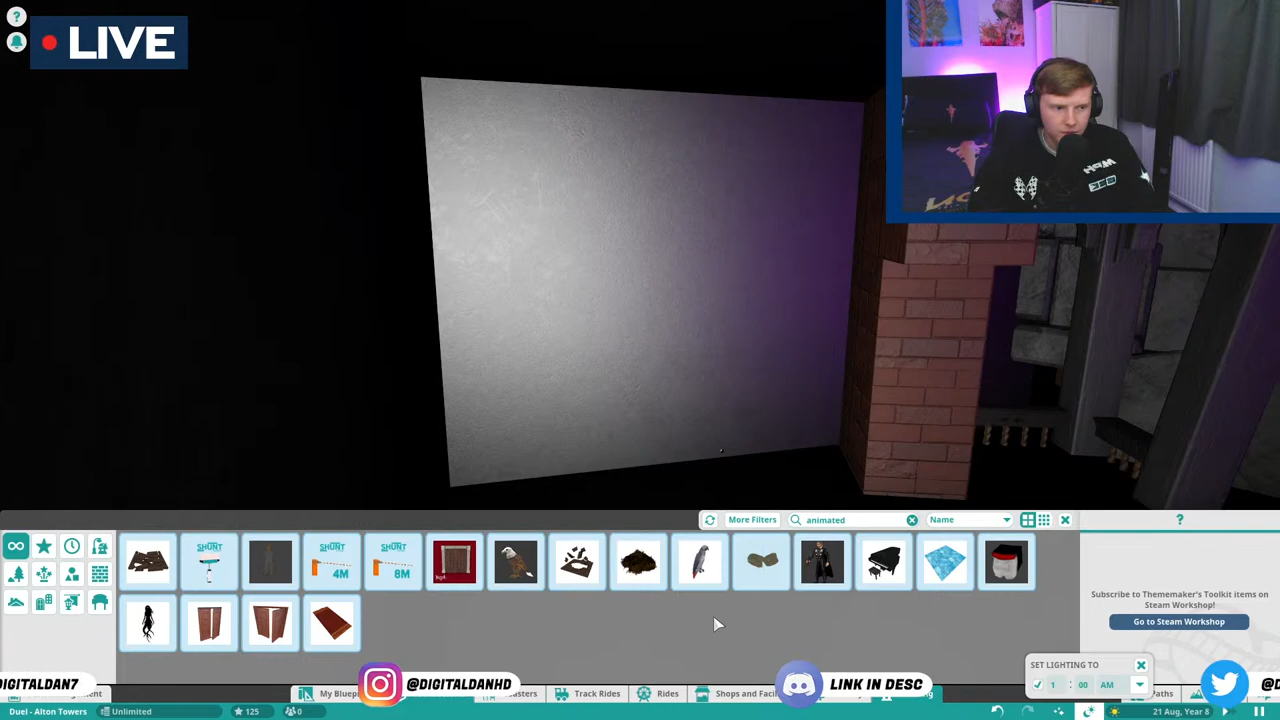 LIVE
More Filters
animated
Name
SHUNT
SHUNT
4M
SHUNT
8M
Subscribe to Thememaker's Toolkit items on
Steam Workshop!
Go to Steam Workshop
SET LIGHTING TO
1 : 00 AM
DIGITALDAN7
My Bluepr
@DIGITALDANHD
asters
Track Rides
Rides
Shops and Facil
LINK IN DESC
Paths
Duel - Alton Towers
Unlimited
125
0
21 Aug, Year 8